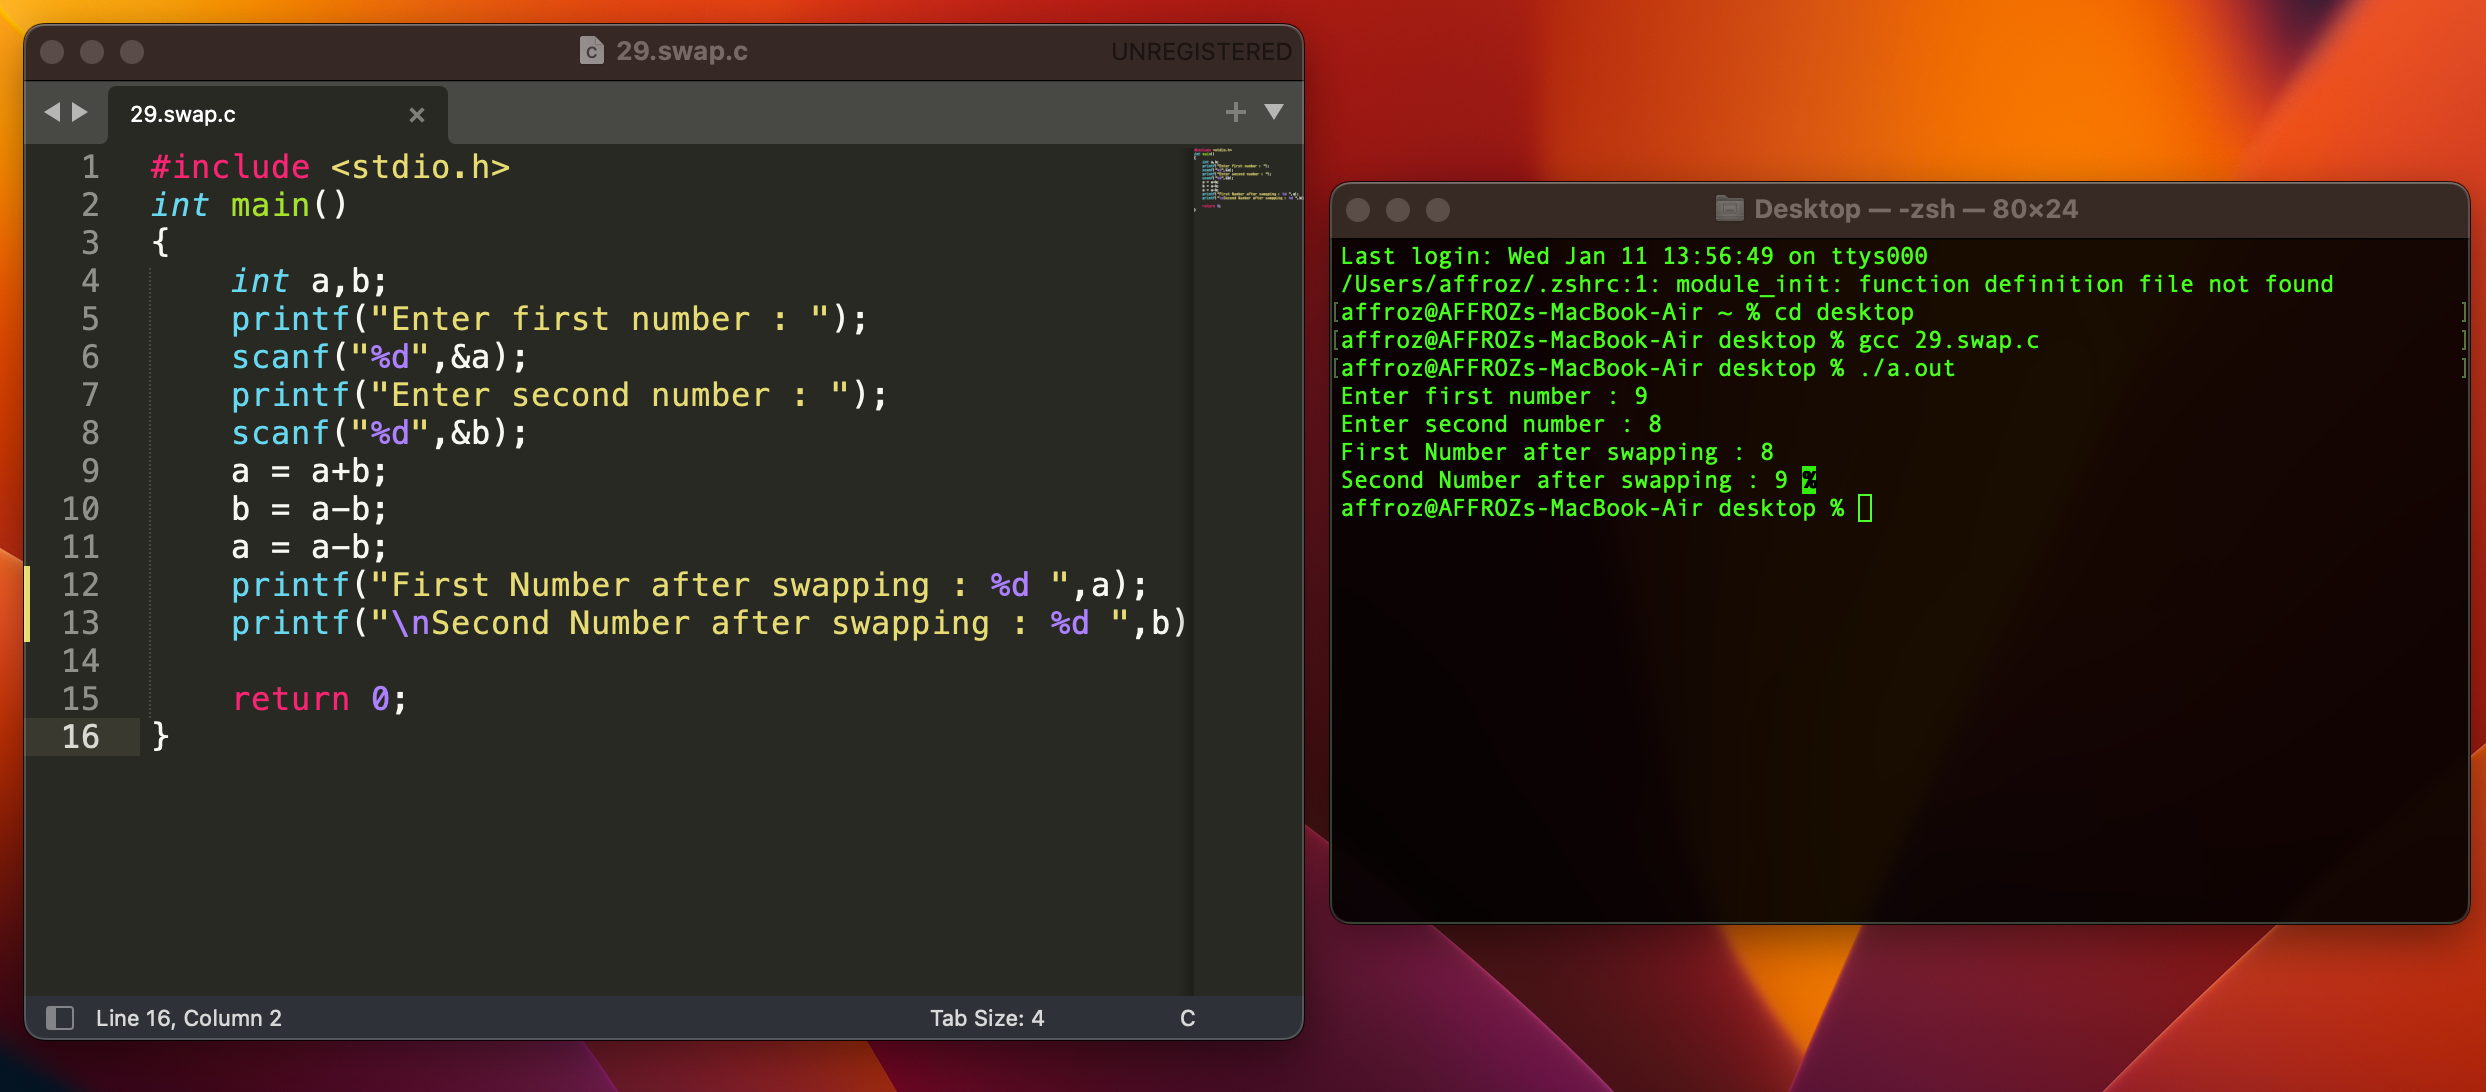 29.swap.c
UNREGISTERED
29.swap.c
1 #include <stdio.h>
2 int main()
3 {
4 int a,b;
5 printf("Enter first number : ");
6 scanf("%d",&a);
7 printf("Enter second number : ");
8 scanf("%d",&b);
9 a = a+b;
10 b = a-b;
11 a = a-b;
12 printf("First Number after swapping : %d ",a);
13 printf("\nSecond Number after swapping : %d ",b)
14
15 return 0;
16 }
Line 16, Column 2
Tab Size: 4
C
Desktop — -zsh — 80×24
Last login: Wed Jan 11 13:56:49 on ttys000
/Users/affroz/.zshrc:1: module_init: function definition file not found
[affroz@AFFROZs-MacBook-Air ~ % cd desktop ]
[affroz@AFFROZs-MacBook-Air desktop % gcc 29.swap.c ]
[affroz@AFFROZs-MacBook-Air desktop % ./a.out ]
Enter first number : 9
Enter second number : 8
First Number after swapping : 8
Second Number after swapping : 9 %
affroz@AFFROZs-MacBook-Air desktop %